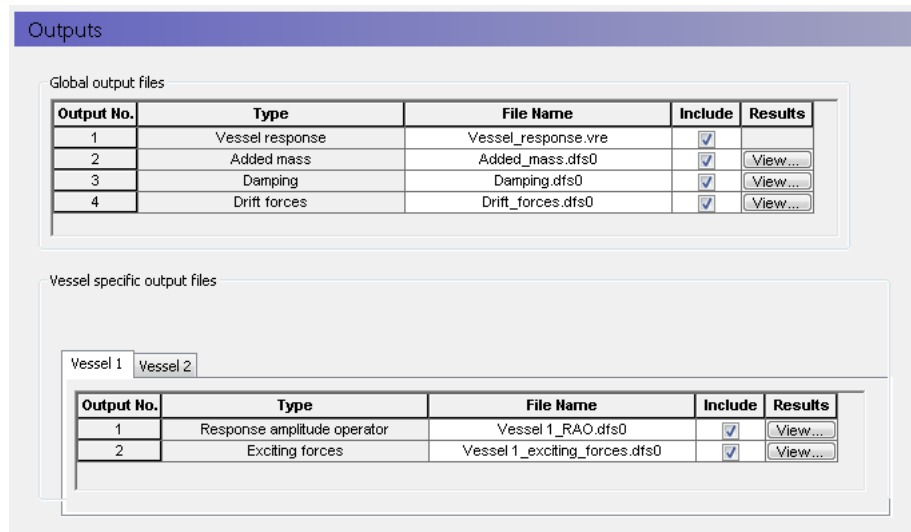 Outputs
Global output files
Output No. Type File Name Include Results
1 Vessel response Vessel_response.vre
2 Added mass Added_mass.dfs0 View...
3 Damping Damping.dfs0 View...
4 Drift forces Drift_forces.dfs0 View...
Vessel specific output files
Vessel 1 Vessel 2
Output No. Type File Name Include Results
1 Response amplitude operator Vessel 1_RAO.dfs0 View...
2 Exciting forces Vessel 1_exciting_forces.dfs0 View...